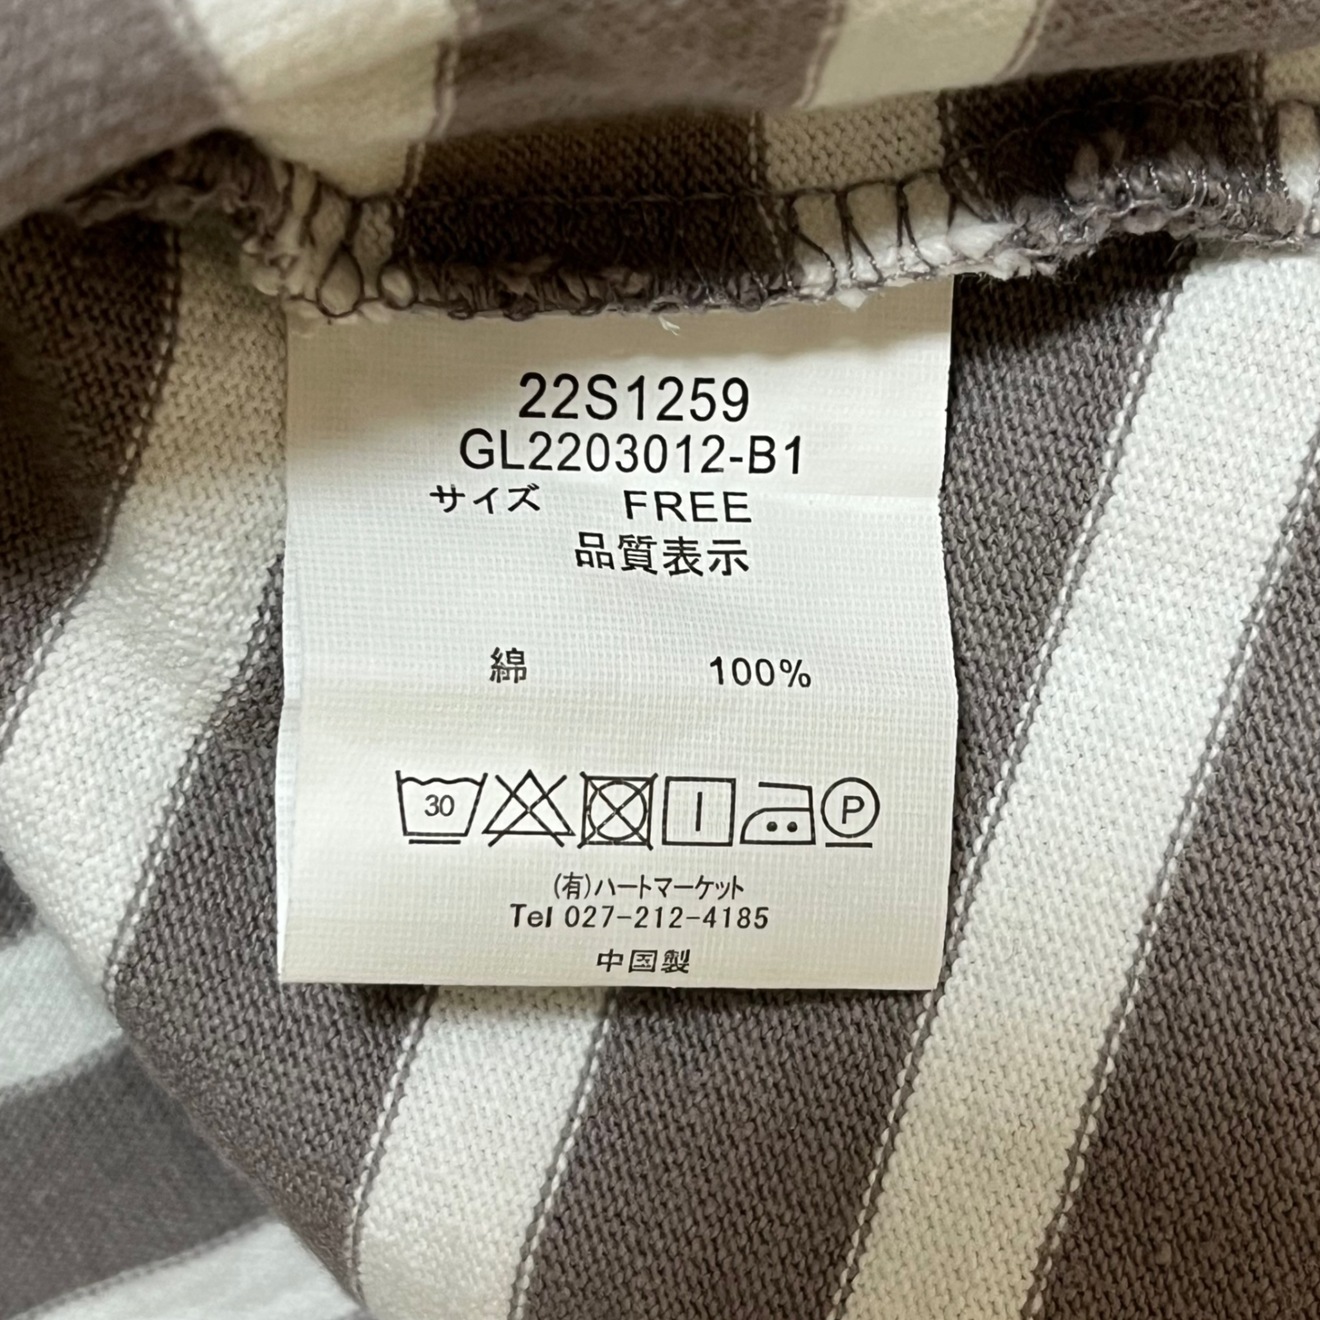 22S1259
GL2203012-B1
サイズ FREE
品質表示
綿 100%
30 P
(有)ハートマーケット
Tel 027-212-4185
中国製